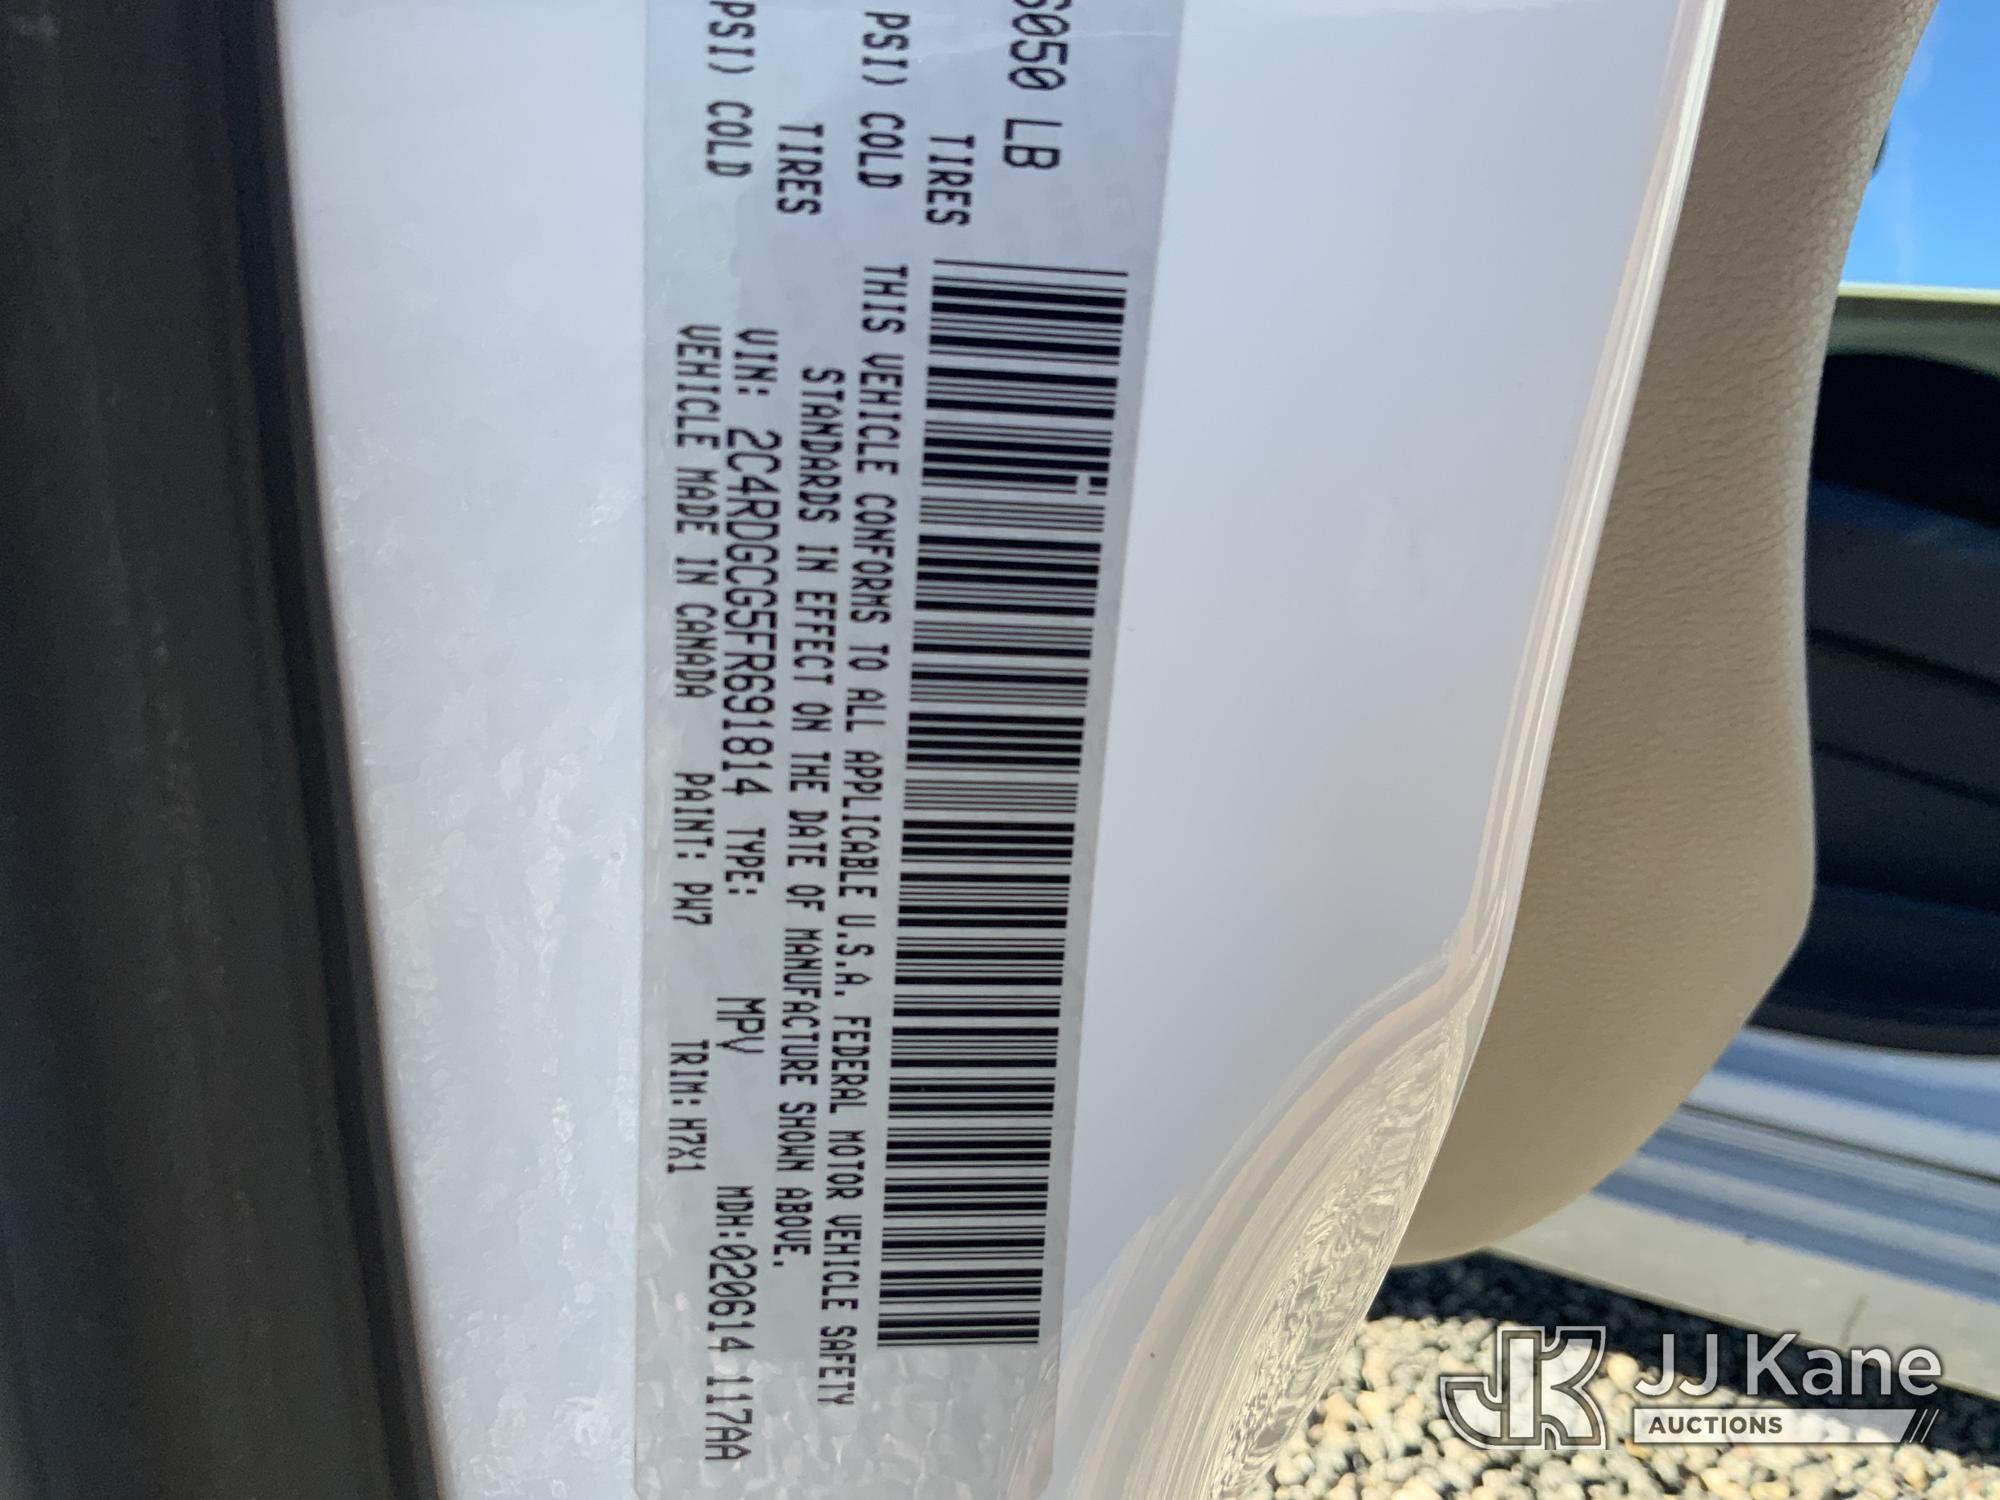 6050 LB
TIRES
PSI) COLD
TIRES
PSI) COLD
THIS VEHICLE CONFORMS TO ALL APPLICABLE U.S.A. FEDERAL MOTOR VEHICLE SAFETY
STANDARDS IN EFFECT ON THE DATE OF MANUFACTURE SHOWN ABOVE.
VIN: 2C4RDGCG5FR691814 TYPE: MPV MDH:020614 117AA
VEHICLE MADE IN CANADA PAINT: PW7 TRIM: H7X1
JK JJ Kane
AUCTIONS